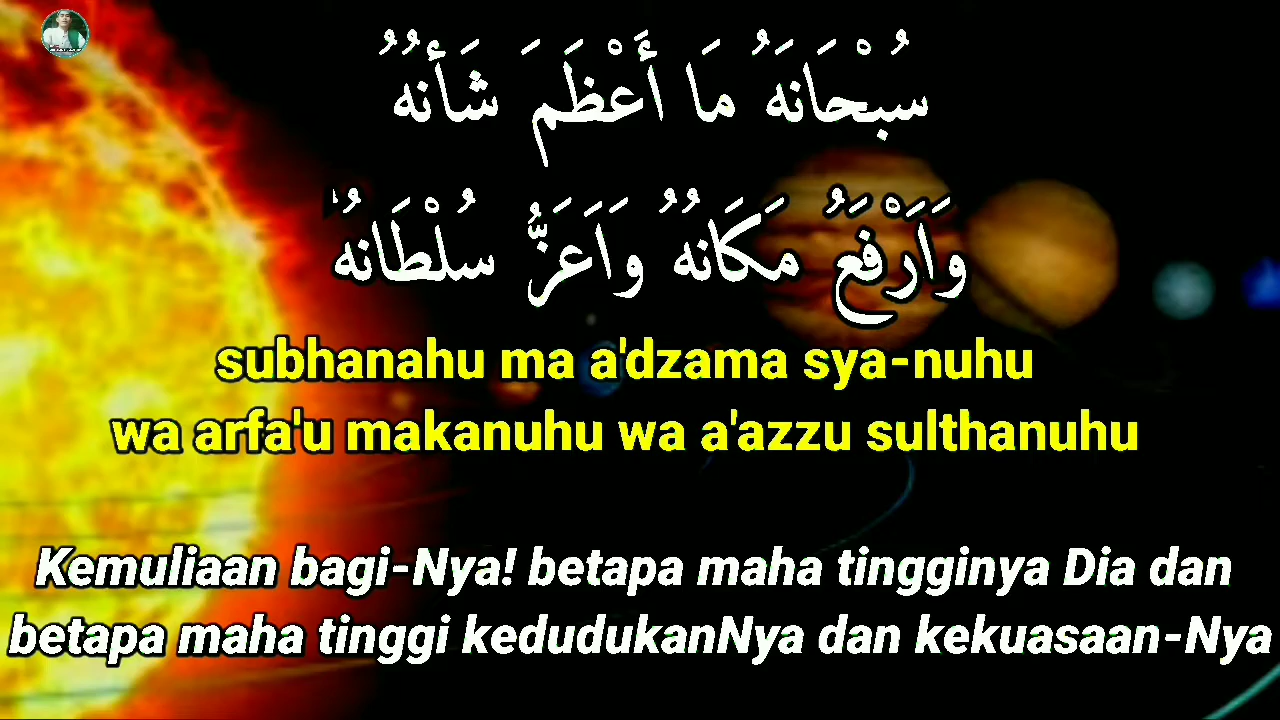 سُبْحَانَهُ مَا أَعْظَمَ شَأْنُهُ
وَاَرْفَعُ مَكَانُهُ وَاَعَزُّ سُلْطَانُهُ
subhanahu ma a'dzama sya-nuhu
wa arfa'u makanuhu wa a'azzu sulthanuhu
Kemuliaan bagi-Nya! betapa maha tingginya Dia dan
betapa maha tinggi kedudukanNya dan kekuasaan-Nya